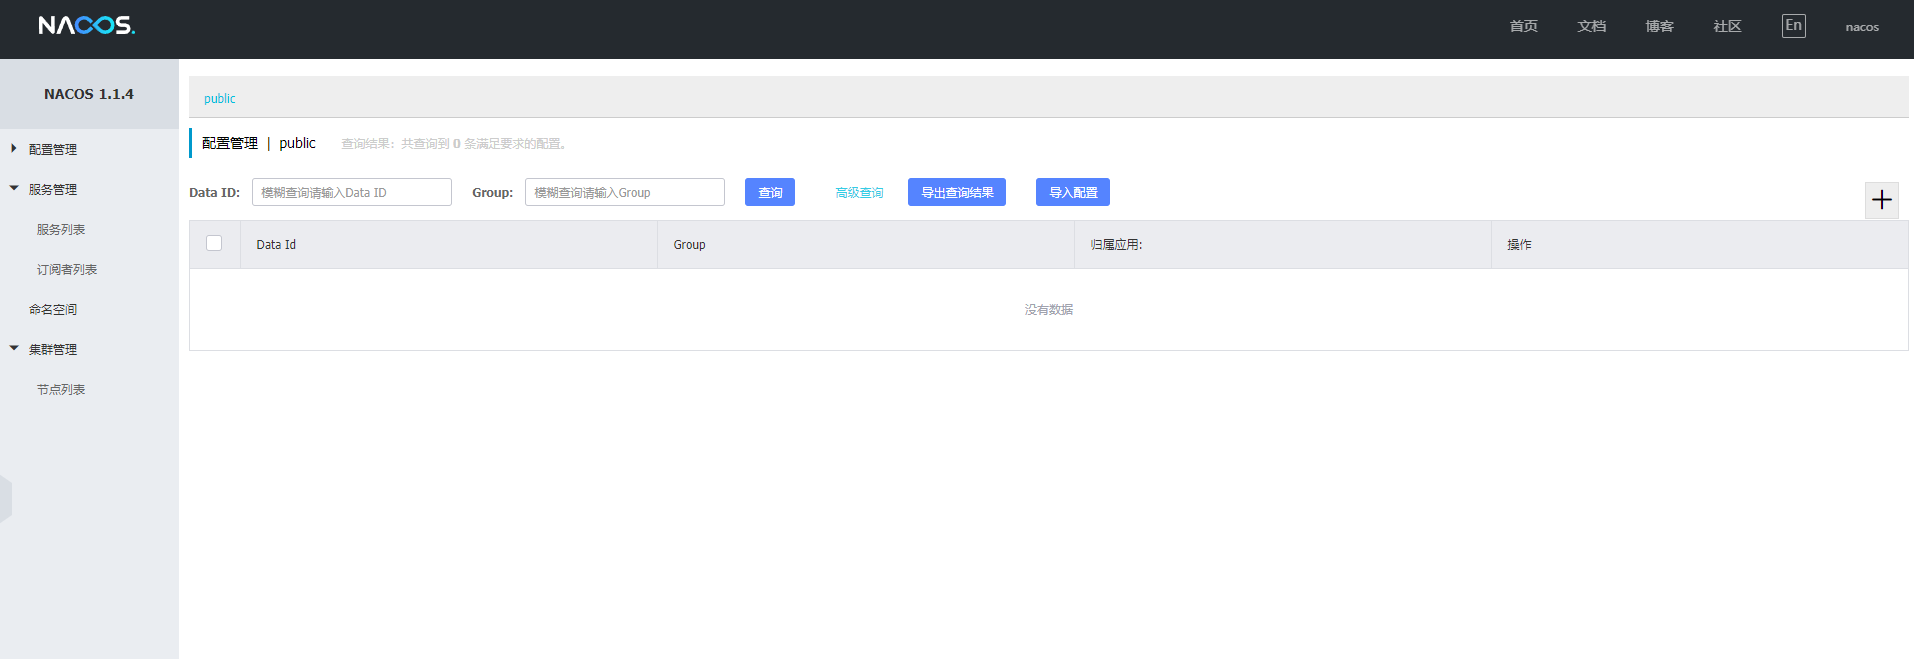 NACOS.
首页 文档 博客 社区 En nacos
NACOS 1.1.4
配置管理
服务管理
服务列表
订阅者列表
命名空间
集群管理
节点列表
public
配置管理 | public 查询结果：共查询到 0 条满足要求的配置。
Data ID: 模糊查询请输入Data ID Group: 模糊查询请输入Group 查询 高级查询 导出查询结果 导入配置
Data Id Group 归属应用: 操作
没有数据